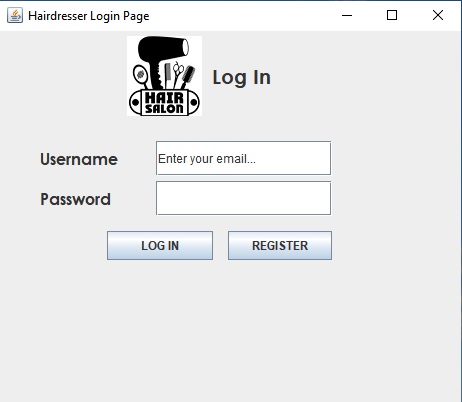 Hairdresser Login Page
HAIR
SALON
Log In
Username
Enter your email...
Password
LOG IN
REGISTER